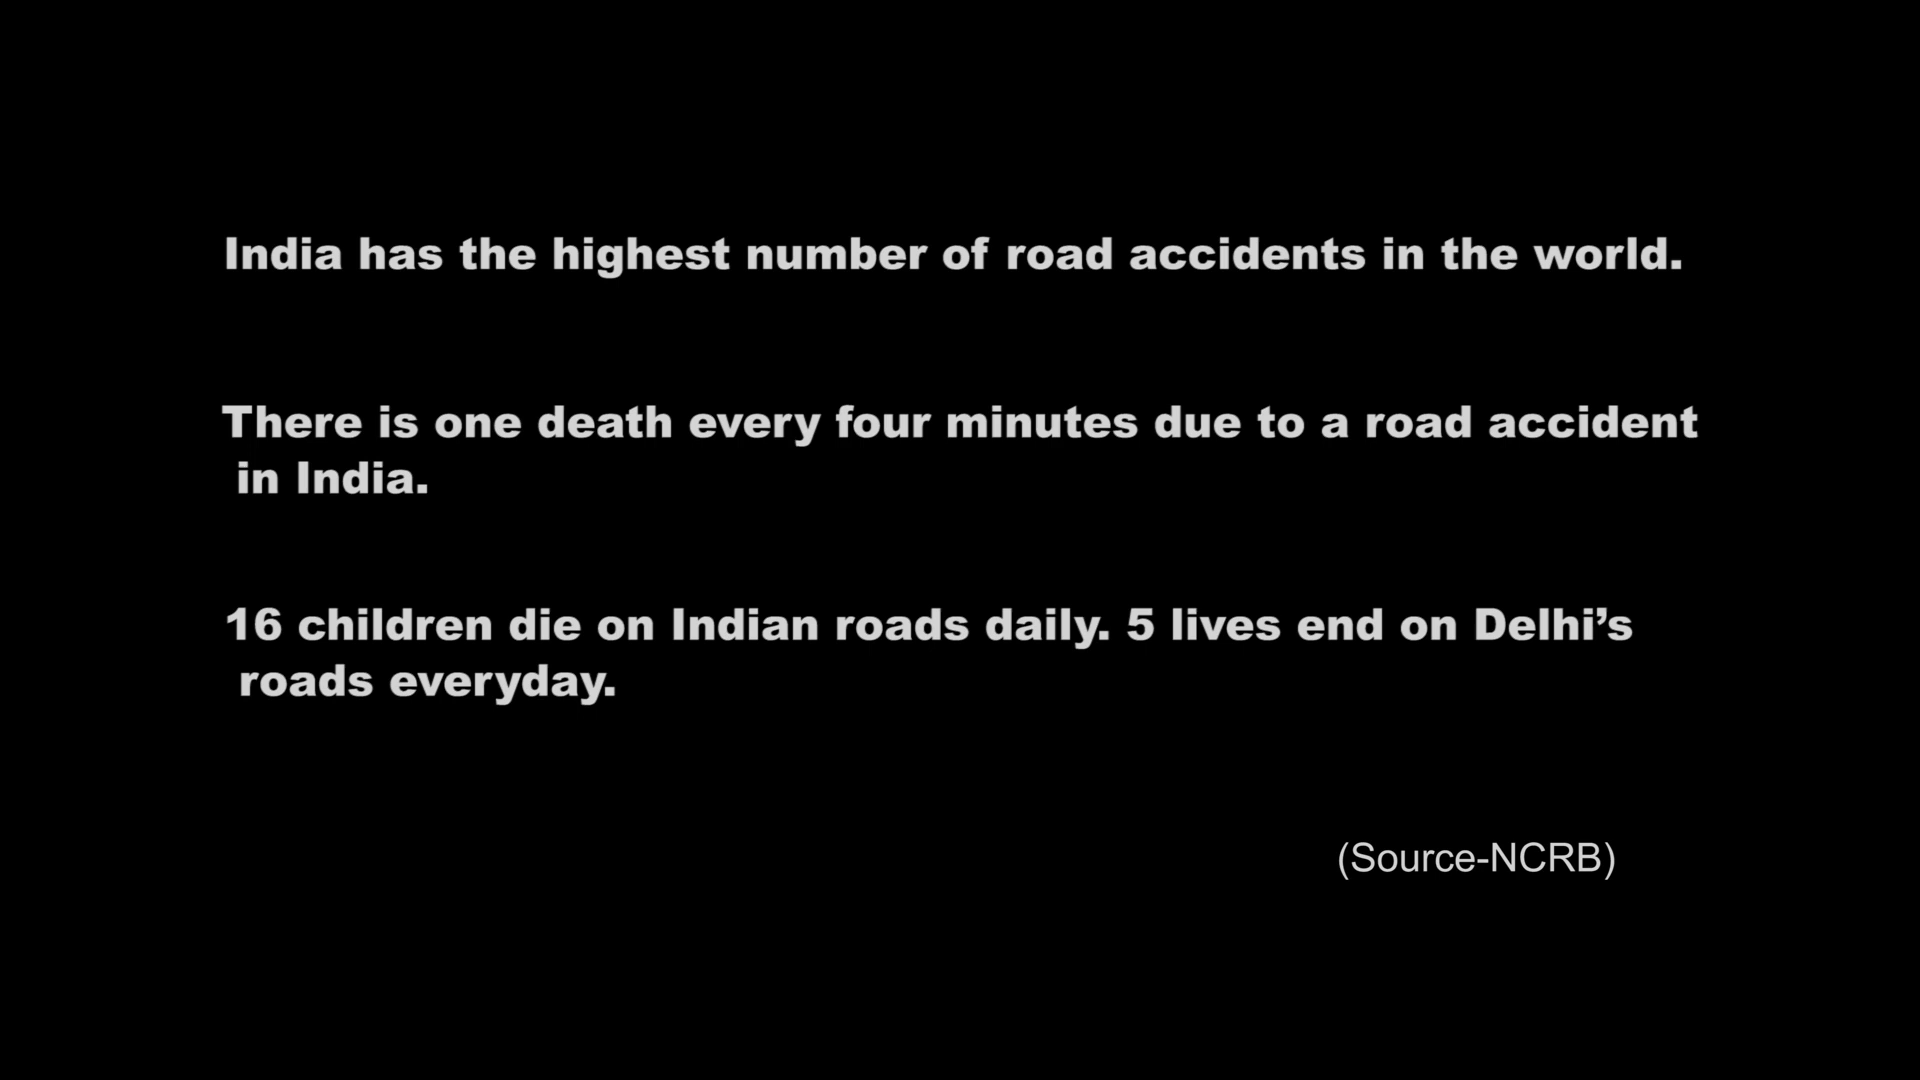 India has the highest number of road accidents in the world.
There is one death every four minutes due to a road accident
in India.
16 children die on Indian roads daily. 5 lives end on Delhi’s
roads everyday.
(Source-NCRB)